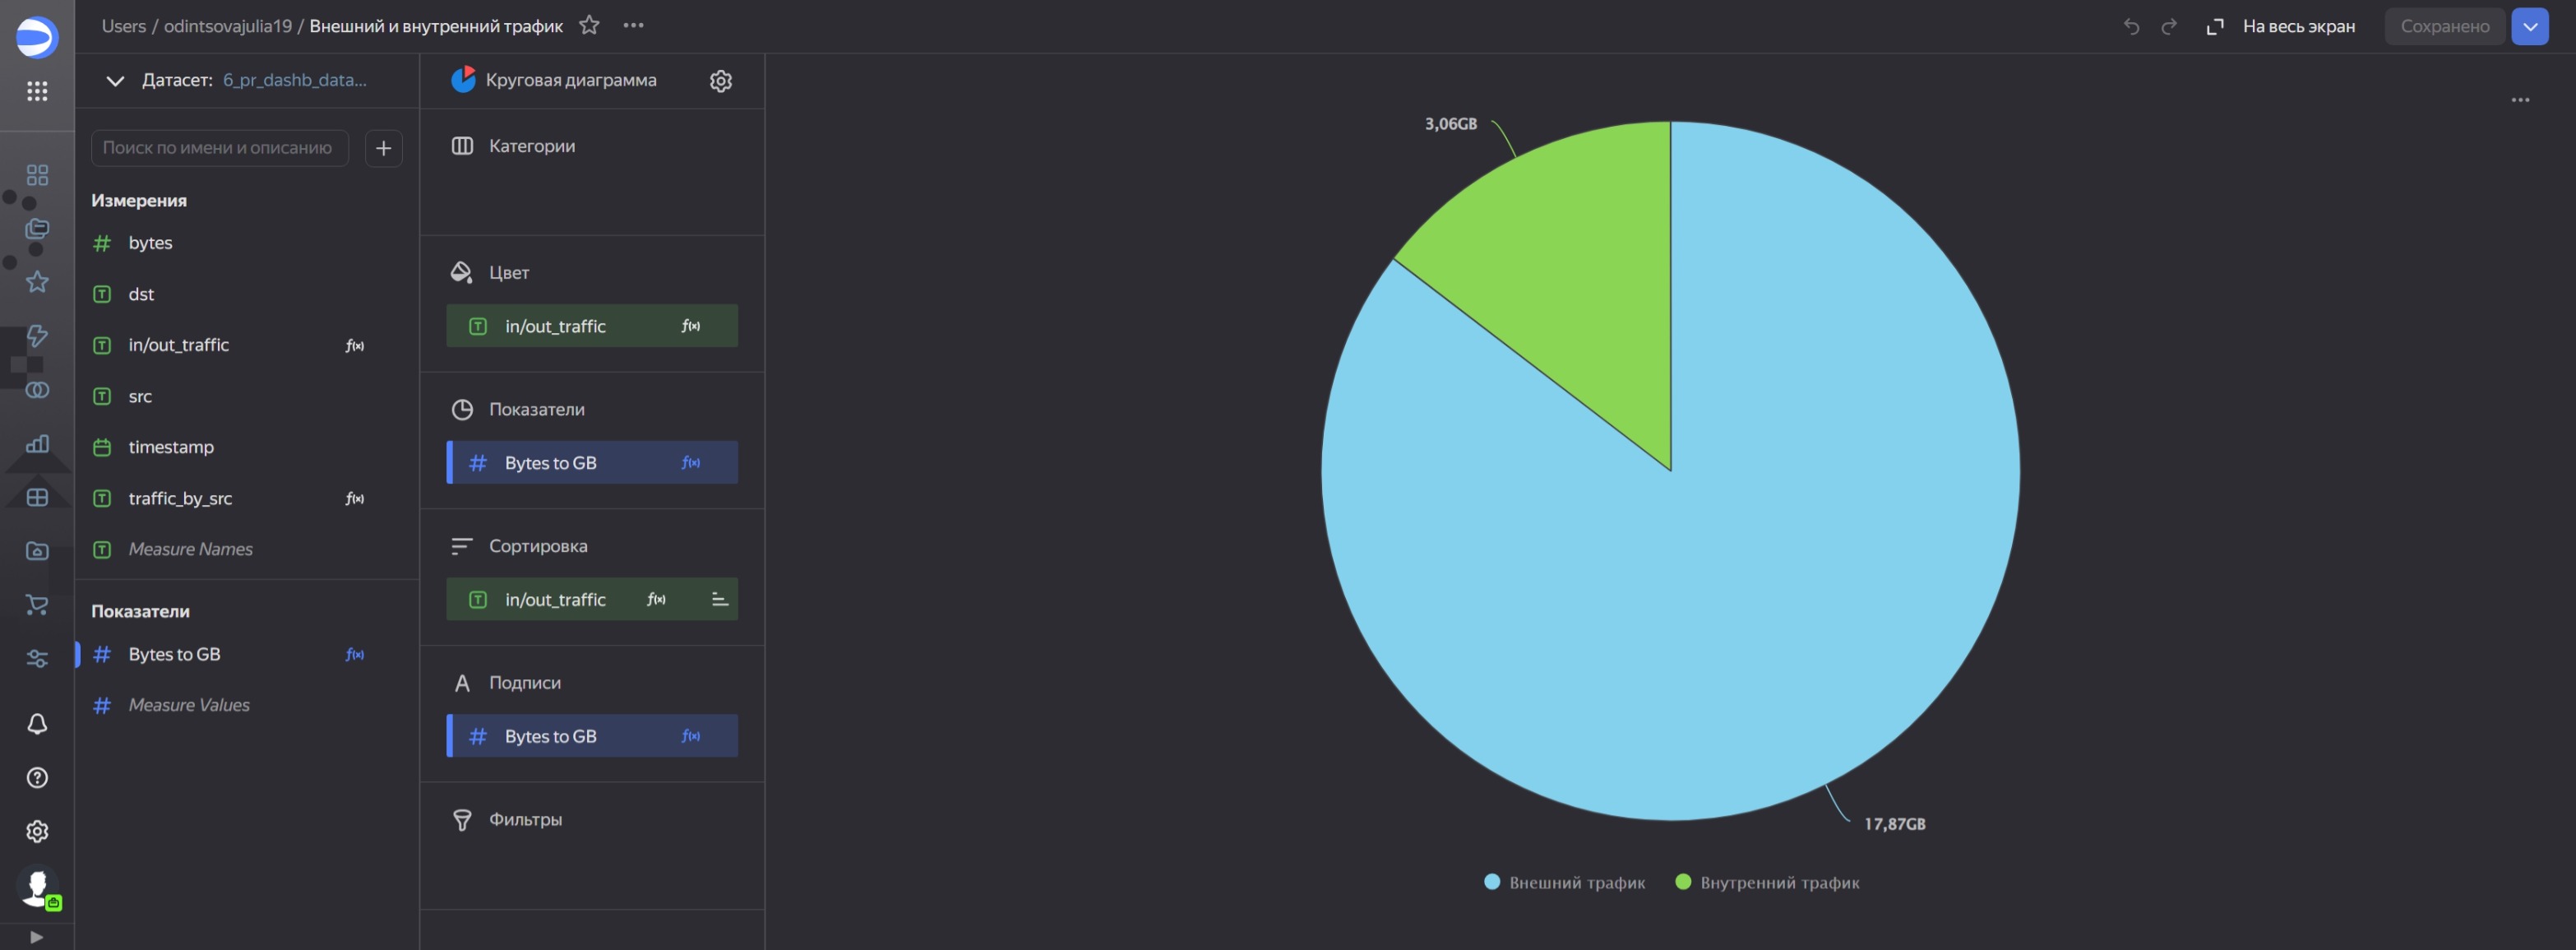 Users / odintsovajulia19 / Внешний и внутренний трафик
На весь экран
Сохранено
Датасет: 6_pr_dashb_data...
Поиск по имени и описанию
Измерения
bytes
dst
in/out_traffic
src
timestamp
traffic_by_src
Measure Names
Показатели
Bytes to GB
Measure Values
Круговая диаграмма
Категории
Цвет
in/out_traffic
Показатели
Bytes to GB
Сортировка
in/out_traffic
Подписи
Bytes to GB
Фильтры
3,06GB
17,87GB
Внешний трафик
Внутренний трафик